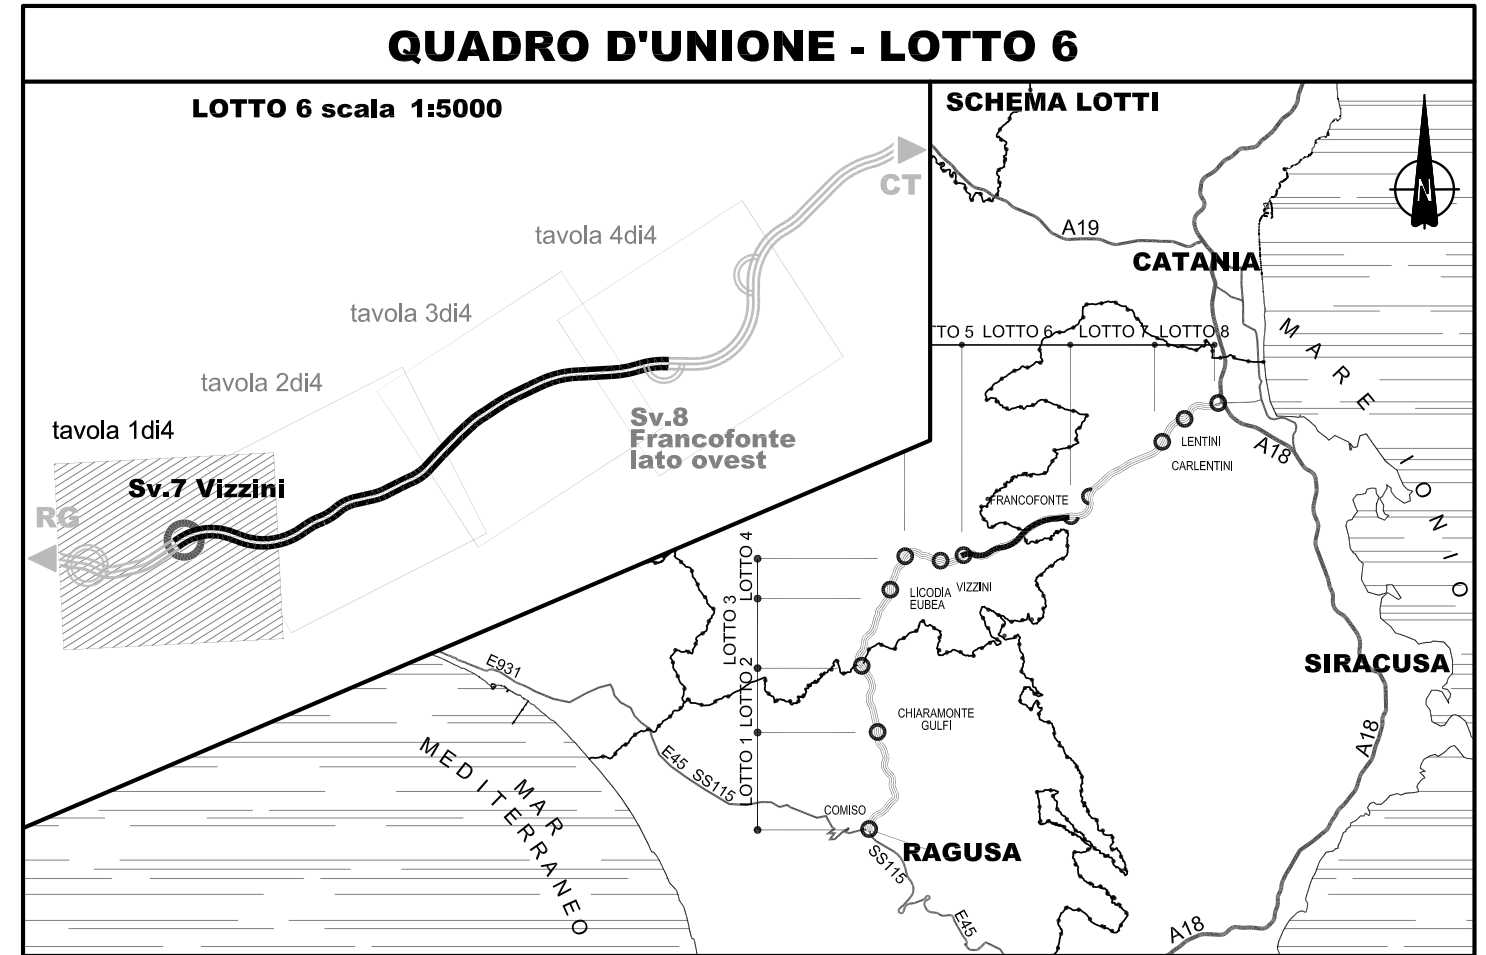 QUADRO D'UNIONE - LOTTO 6
LOTTO 6 scala 1:5000
CT
tavola 4di4
tavola 3di4
tavola 2di4
tavola 1di4
Sv.7 Vizzini
RG
Sv.8
Francofonte
lato ovest
SCHEMA LOTTI
N
A19
CATANIA
TO 5 LOTTO 6 LOTTO 7 LOTTO 8
MARE
IONIO
LENTINI
CARLENTINI
A18
FRANCOFONTE
LICODIA
EUBEA
VIZZINI
LOTTO 4
LOTTO 3
LOTTO 2
LOTTO 1
SIRACUSA
E931
CHIARAMONTE
GULFI
A18
E45 SS115
MAR
MEDITERRANEO
COMISO
RAGUSA
SS115
E45
A18